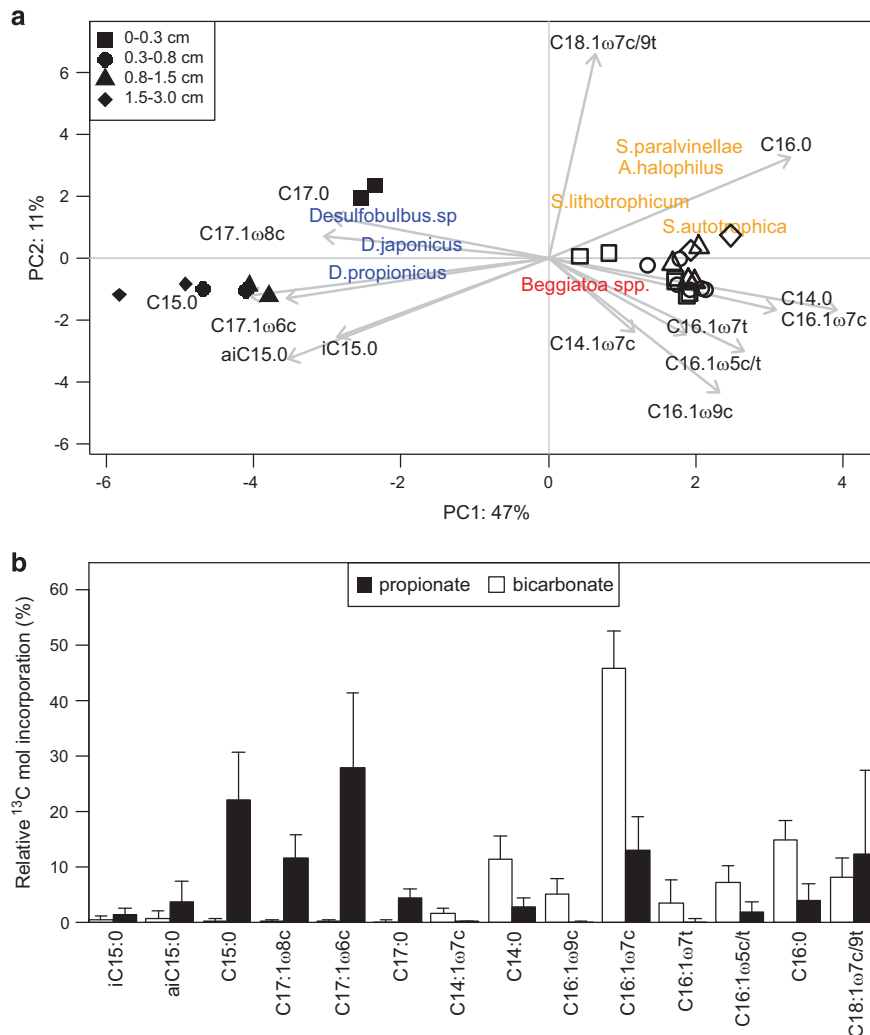 a
0-0.3 cm
0.3-0.8 cm
0.8-1.5 cm
1.5-3.0 cm
C18.1ω7c/9t
S.paralvinellae
A.halophilus
C16.0
S.lithotrophicum
S.autotrophica
C17.0
Desulfobulbus.sp
C17.1ω8c
D.japonicus
D.propionicus
Beggiatoa spp.
C15.0
C17.1ω6c
aiC15.0
iC15.0
C14.0
C16.1ω7c
C16.1ω7t
C14.1ω7c
C16.1ω5c/t
C16.1ω9c
PC2: 11%
6
4
2
0
-2
-4
-6
-6
-4
-2
0
2
4
PC1: 47%
b
propionate
bicarbonate
Relative 13C mol incorporation (%)
60
50
40
30
20
10
0
iC15:0
aiC15:0
C15:0
C17:1ω8c
C17:1ω6c
C17:0
C14:1ω7c
C14:0
C16:1ω9c
C16:1ω7c
C16:1ω7t
C16:1ω5c/t
C16:0
C18:1ω7c/9t